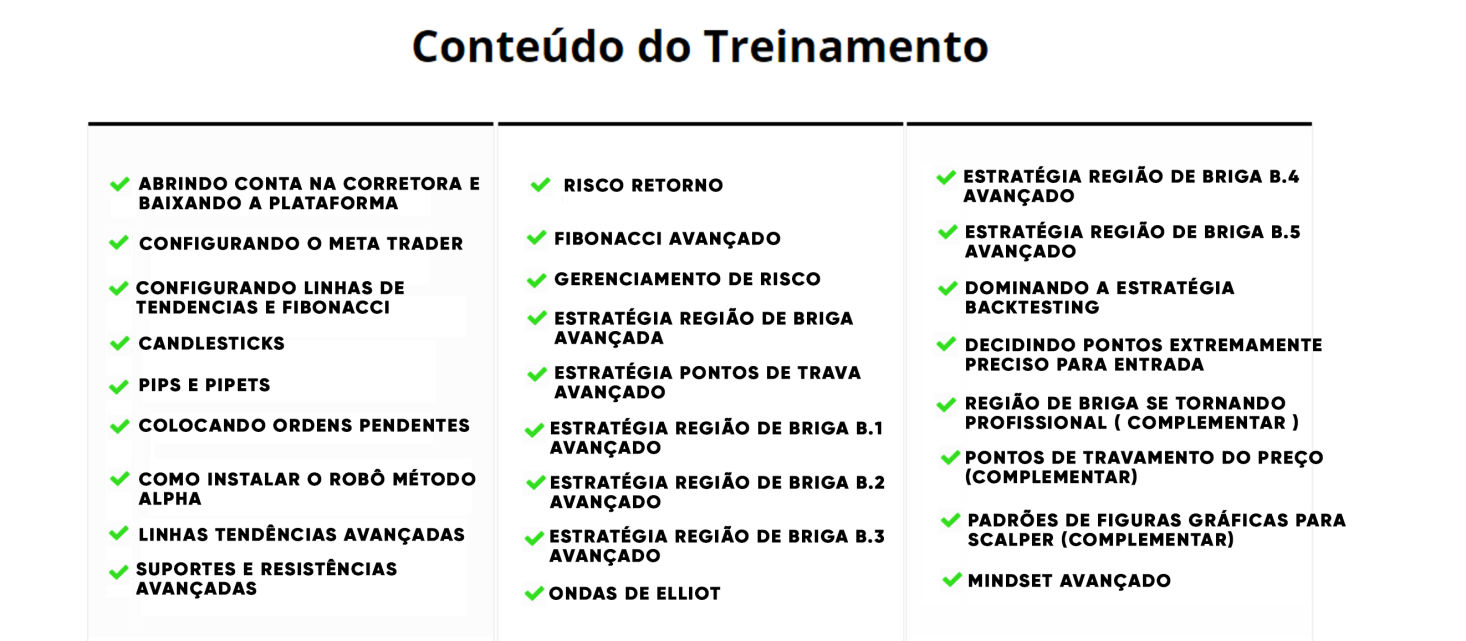 Conteúdo do Treinamento
ABRINDO CONTA NA CORRETORA E
BAIXANDO A PLATAFORMA
CONFIGURANDO O META TRADER
CONFIGURANDO LINHAS DE
TENDENCIAS E FIBONACCI
CANDLESTICKS
PIPS E PIPETS
COLOCANDO ORDENS PENDENTES
COMO INSTALAR O ROBÔ MÉTODO
ALPHA
LINHAS TENDÊNCIAS AVANÇADAS
SUPORTES E RESISTÊNCIAS
AVANÇADAS
RISCO RETORNO
FIBONACCI AVANÇADO
GERENCIAMENTO DE RISCO
ESTRATÉGIA REGIÃO DE BRIGA
AVANÇADA
ESTRATÉGIA PONTOS DE TRAVA
AVANÇADO
ESTRATÉGIA REGIÃO DE BRIGA B.1
AVANÇADO
ESTRATÉGIA REGIÃO DE BRIGA B.2
AVANÇADO
ESTRATÉGIA REGIÃO DE BRIGA B.3
AVANÇADO
ONDAS DE ELLIOT
ESTRATÉGIA REGIÃO DE BRIGA B.4
AVANÇADO
ESTRATÉGIA REGIÃO DE BRIGA B.5
AVANÇADO
DOMINANDO A ESTRATÉGIA
BACKTESTING
DECIDINDO PONTOS EXTREMAMENTE
PRECISO PARA ENTRADA
REGIÃO DE BRIGA SE TORNANDO
PROFISSIONAL ( COMPLEMENTAR )
PONTOS DE TRAVAMENTO DO PREÇO
(COMPLEMENTAR)
PADRÕES DE FIGURAS GRÁFICAS PARA
SCALPER (COMPLEMENTAR)
MINDSET AVANÇADO